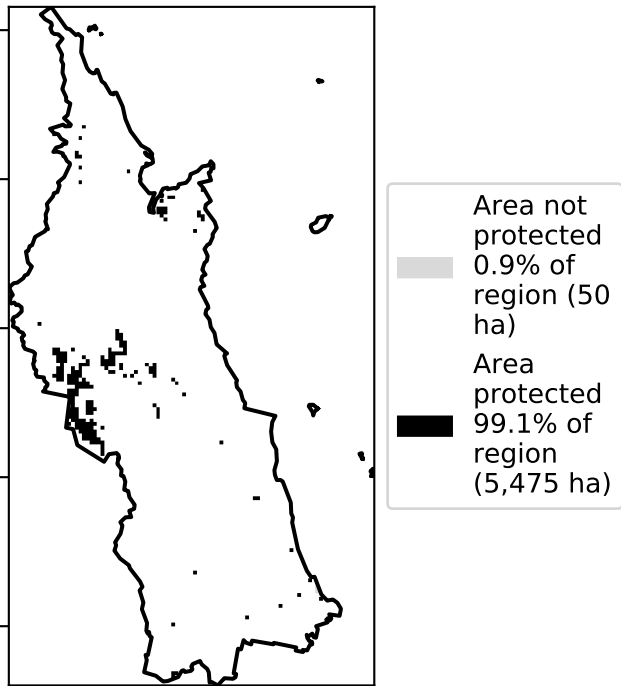 Area not
protected
0.9% of
region (50
ha)
Area
protected
99.1% of
region
(5,475 ha)